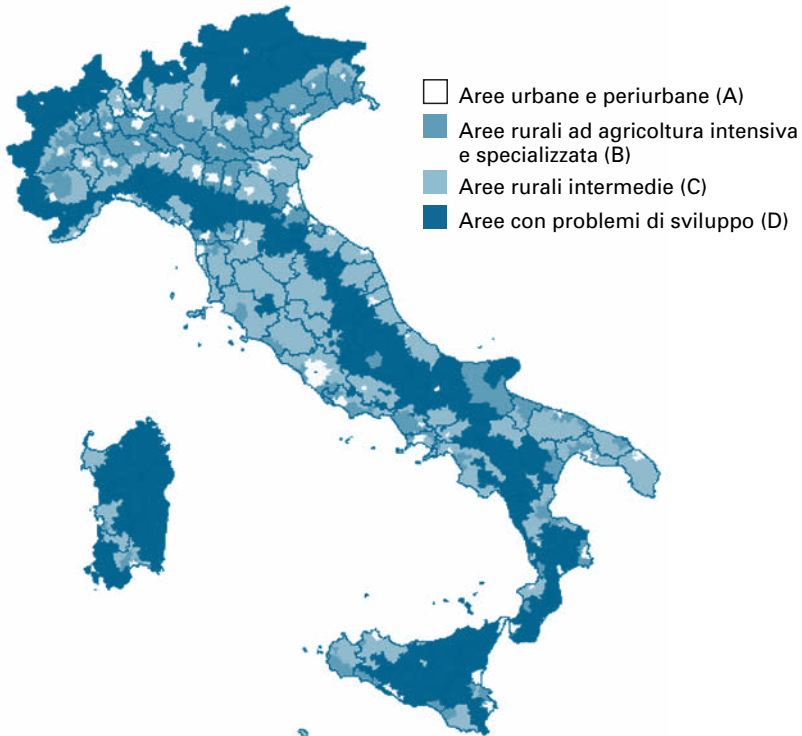 Aree urbane e periurbane (A)
Aree rurali ad agricoltura intensiva
e specializzata (B)
Aree rurali intermedie (C)
Aree con problemi di sviluppo (D)